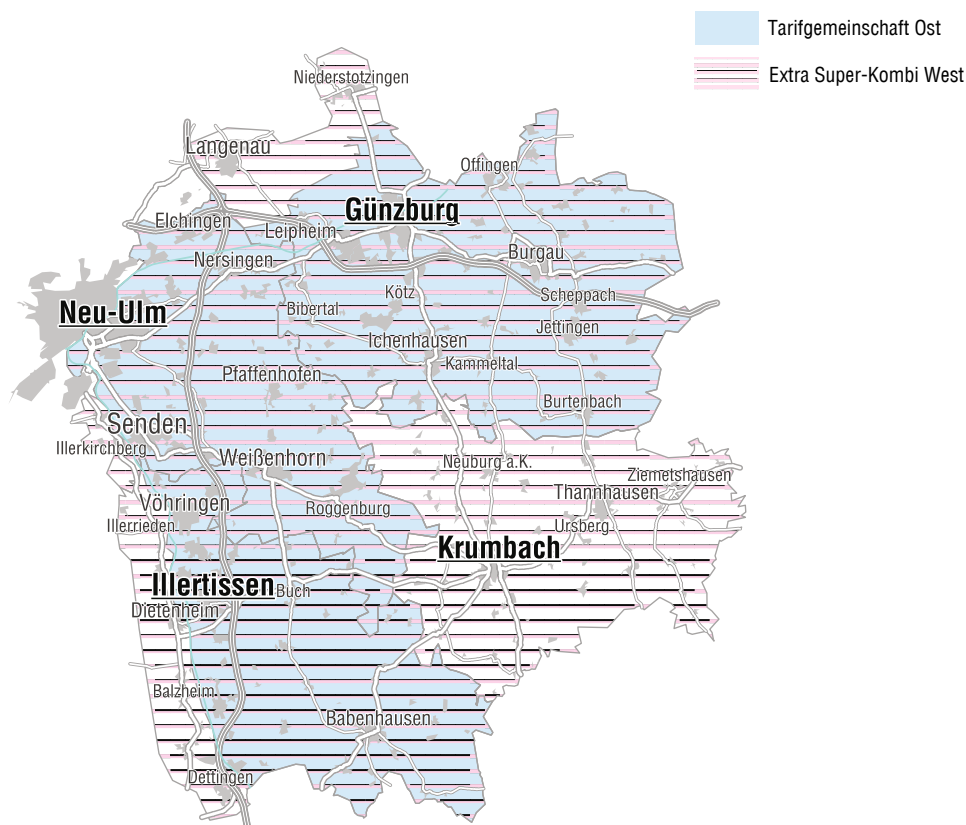 Tarifgemeinschaft Ost
Extra Super-Kombi West
Niederstotzingen
Langenau
Offingen
Günzburg
Elchingen
Leipheim
Nersingen
Burgau
Kötz
Scheppach
Bibertal
Neu-Ulm
Jettingen
Ichenhausen
Kammeltal
Pfaffenhofen
Burtenbach
Senden
Illerkirchberg
Weißenhorn
Neuburg a.K.
Ziemetshausen
Thannhausen
Vöhringen
Roggenburg
Illerrieden
Ursberg
Krumbach
Illertissen
Buch
Dietenheim
Balzheim
Babenhausen
Dettingen